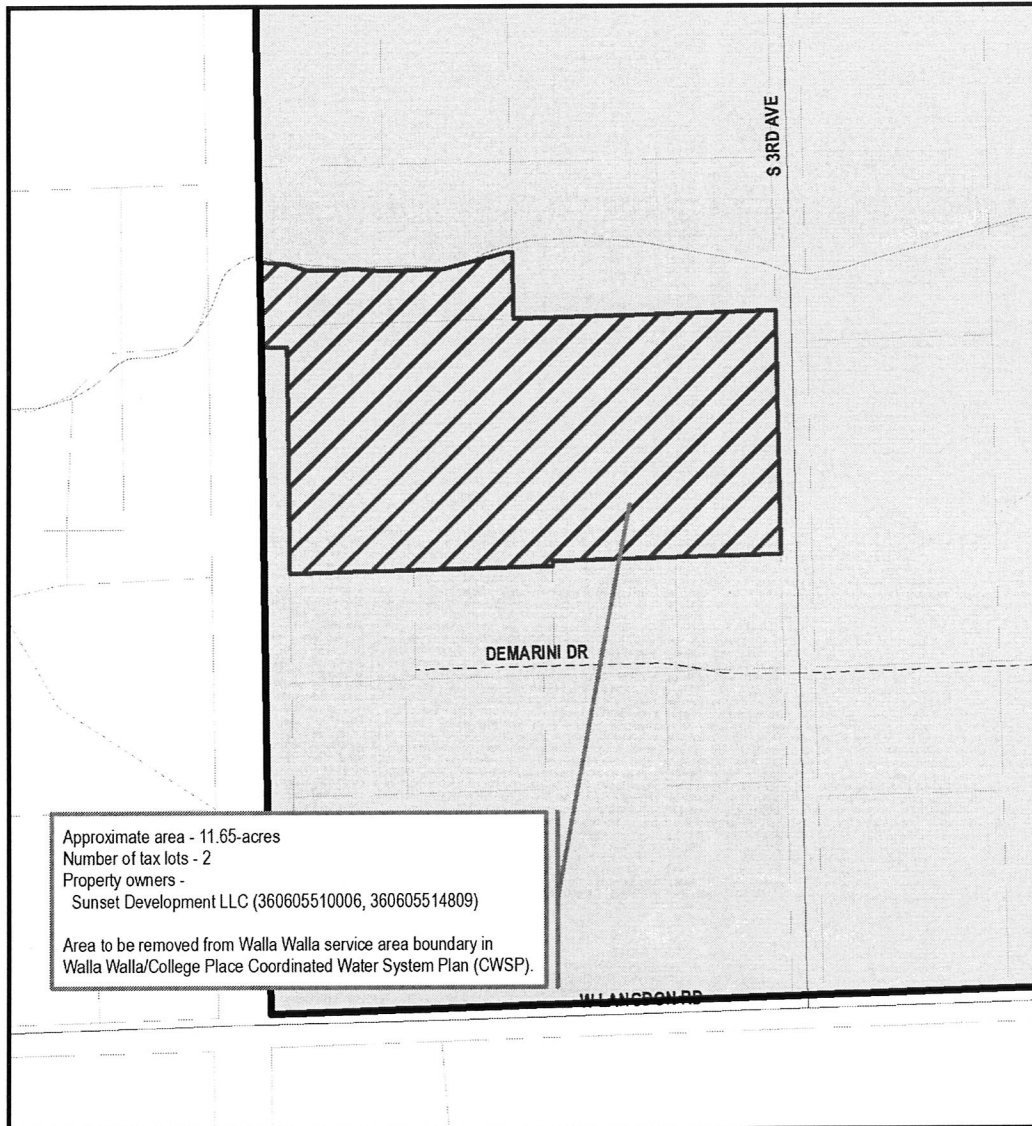 S 3RD AVE
DEMARINI DR
Approximate area - 11.65-acres
Number of tax lots - 2
Property owners -
Sunset Development LLC (360605510006, 360605514809)
Area to be removed from Walla Walla service area boundary in
Walla Walla/College Place Coordinated Water System Plan (CWSP).
W LANGDON RD